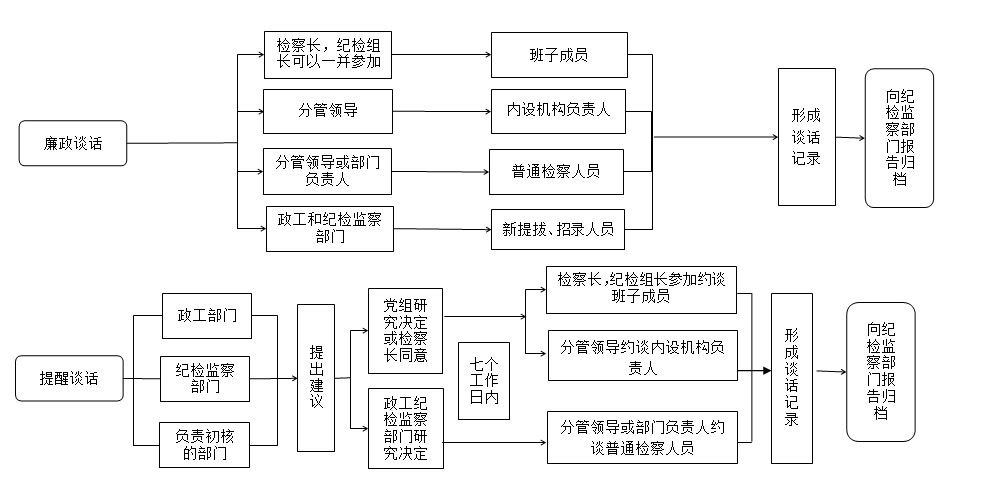 廉政谈话
检察长，纪检组
长可以一并参加
班子成员
分管领导
内设机构负责人
分管领导或部门
负责人
普通检察人员
政工和纪检监察
部门
新提拔、招录人员
形成
谈话
记录
向纪
检监
察部
门报
告归
档
提醒谈话
政工部门
纪检监察
部门
负责初核
的部门
提
出
建
议
党组研
究决定
或检察
长同意
政工纪
检监察
部门研
究决定
七个
工作
日内
检察长，纪检组长参加约谈
班子成员
分管领导约谈内设机构负
责人
分管领导或部门负责人约
谈普通检察人员
形
成
谈
话
记
录
向纪
检监
察部
门报
告归
档